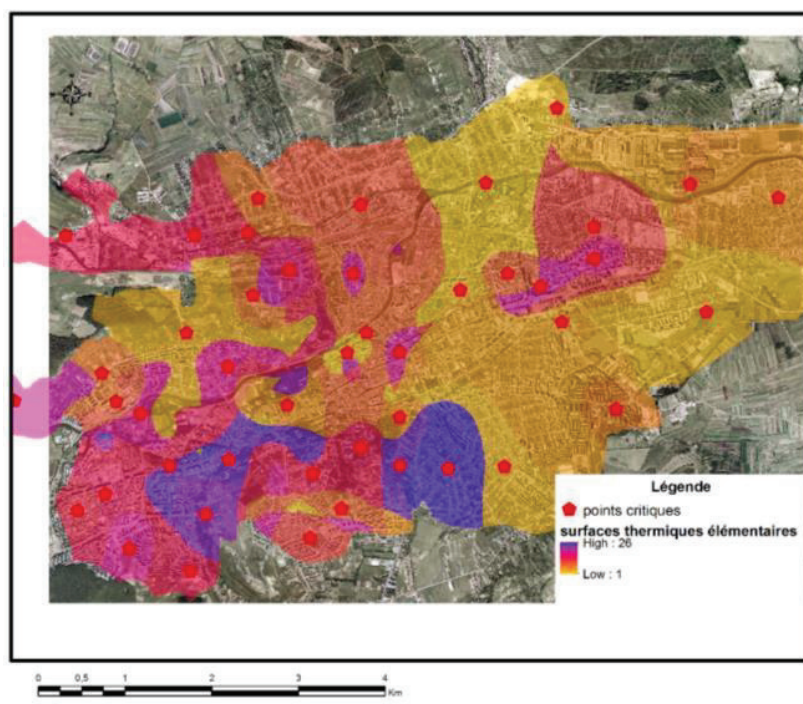 Légende
points critiques
surfaces thermiques élémentaires
High : 26
Low : 1
0 0,5 1 2 3 4
Km